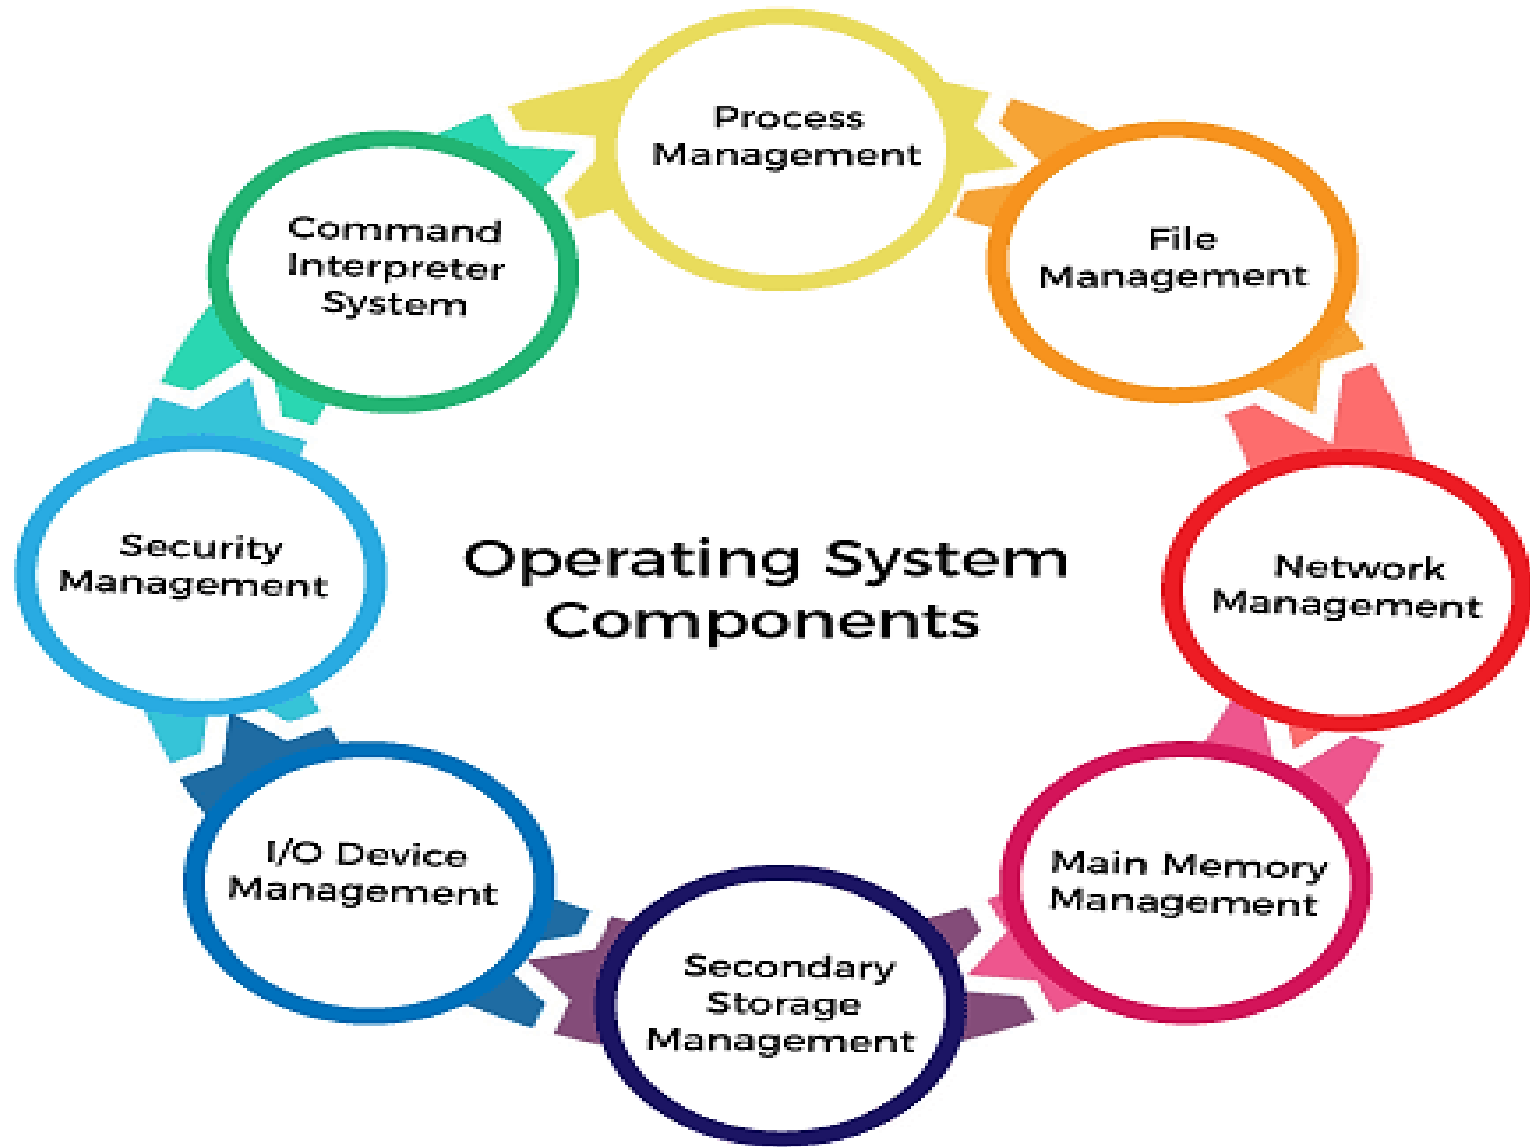 Process
Management
File
Management
Network
Management
Main Memory
Management
Secondary
Storage
Management
I/O Device
Management
Security
Management
Command
Interpreter
System
Operating System
Components